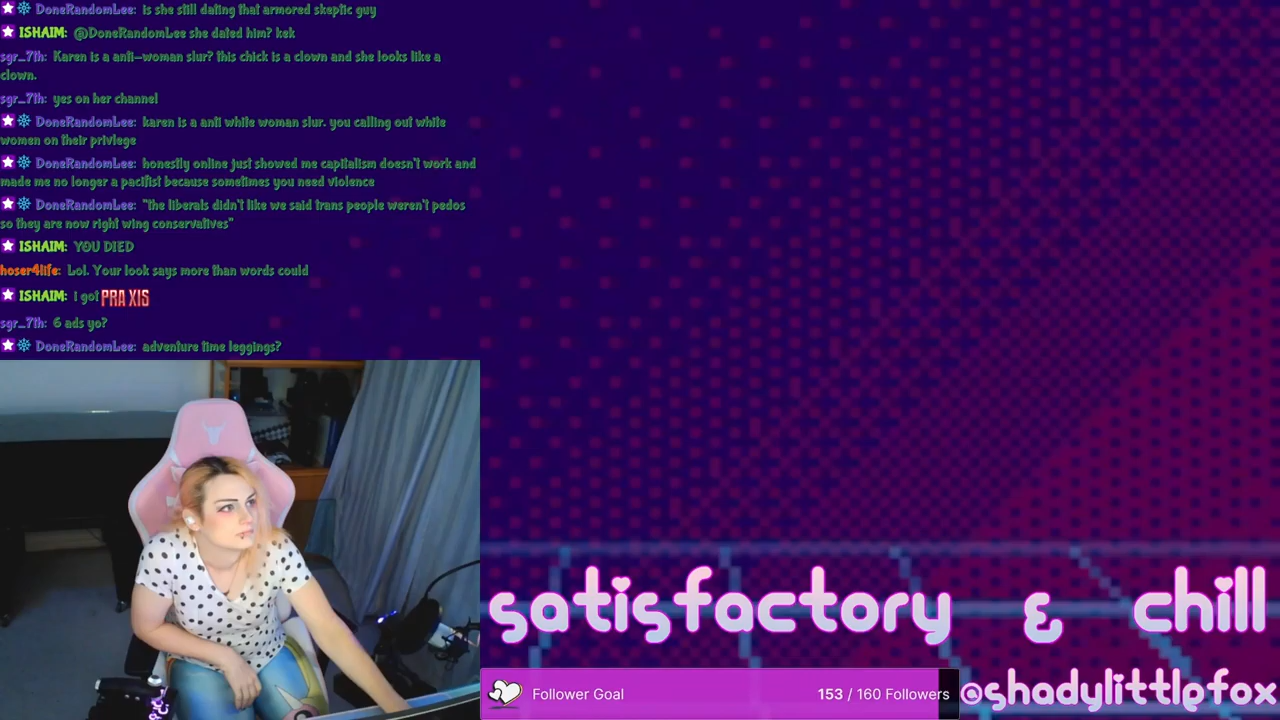 DoneRandomLee: is she still dating that armored skeptic guy
ISHAIM: @DoneRandomLee she dated him? kek
sgr_7th: Karen is a anti-woman slur? this chick is a clown and she looks like a
clown.
sgr_7th: yes on her channel
DoneRandomLee: karen is a anti white woman slur. you calling out white
women on their privlege
DoneRandomLee: honestly online just showed me capitalism doesn't work and
made me no longer a pacifist because sometimes you need violence
DoneRandomLee: "the liberals didn't like we said trans people weren't pedos
so they are now right wing conservatives"
ISHAIM: YOU DIED
hoser4life: Lol. Your look says more than words could
ISHAIM: I got PRAXIS
sgr_7th: 6 ads yo?
DoneRandomLee: adventure time leggings?
satisfactory & chill
Follower Goal 153 / 160 Followers
@shadylittlefox